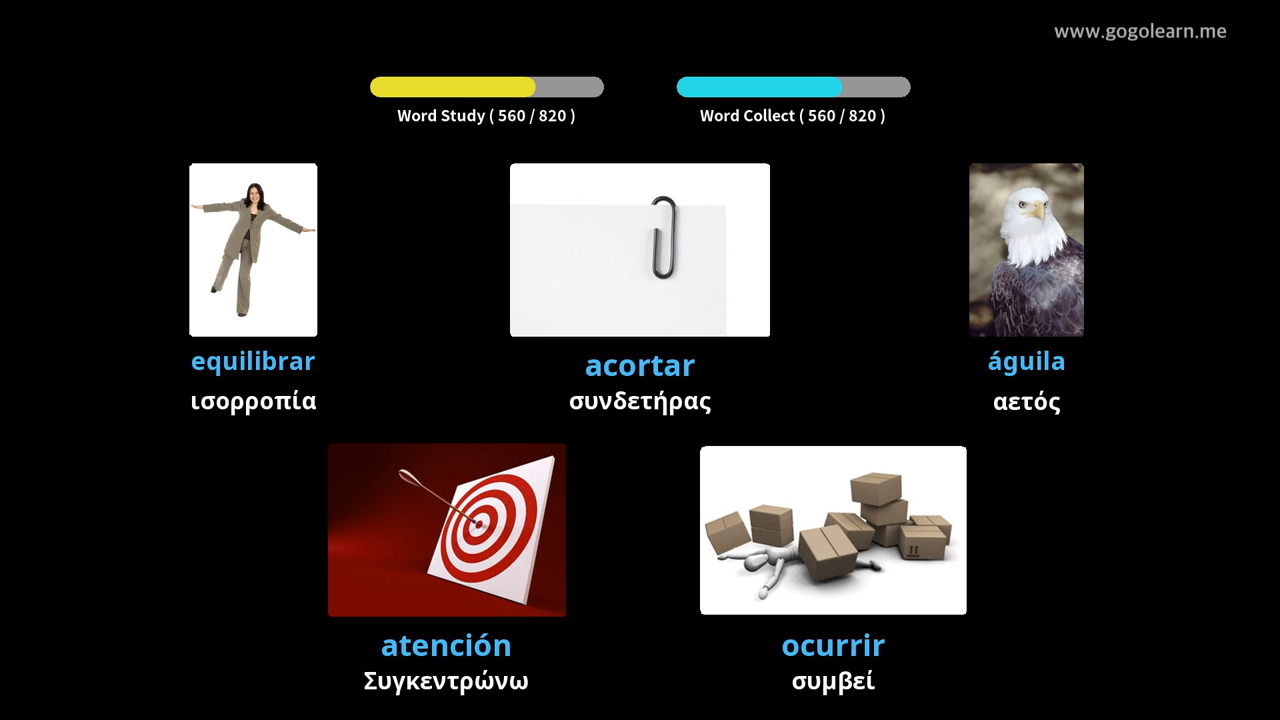 www.gogolearn.me
Word Study ( 560 / 820 )
Word Collect ( 560 / 820 )
equilibrar
ισορροπία
acortar
συνδετήρας
águila
αετός
atención
Συγκεντρώνω
ocurrir
συμβεί